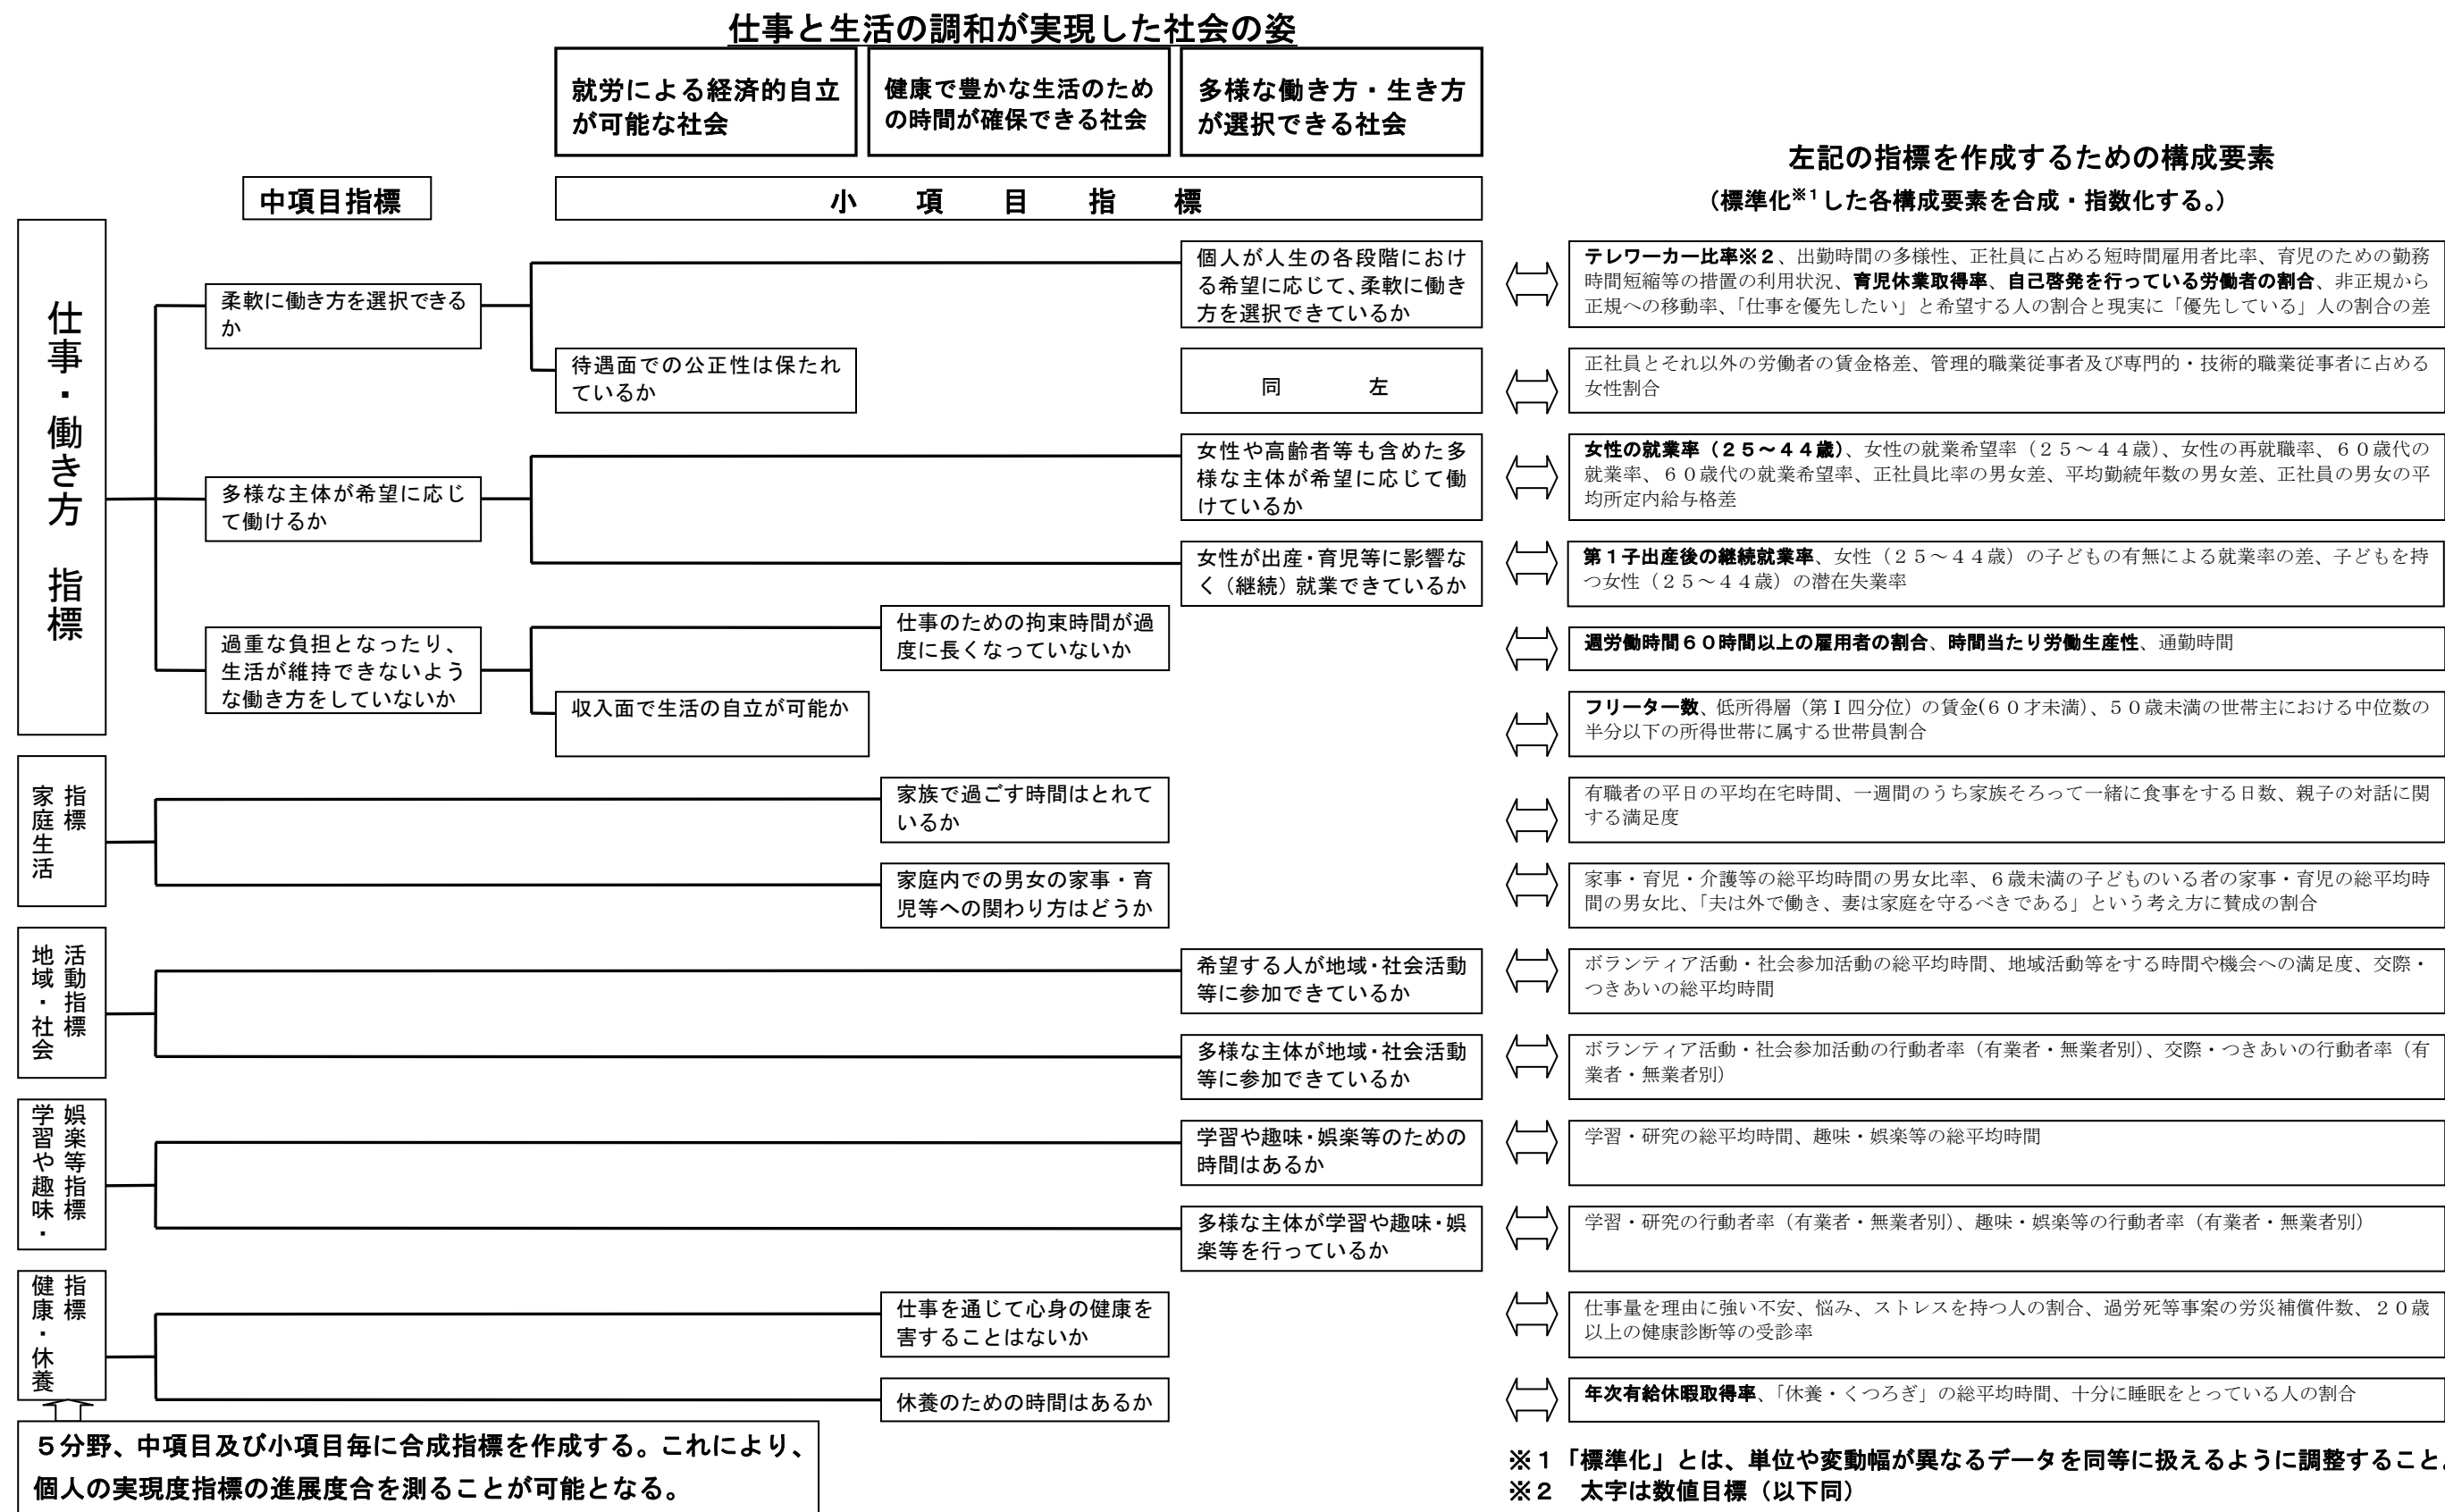 仕事と生活の調和が実現した社会の姿
就労による経済的自立
が可能な社会
健康で豊かな生活のため
の時間が確保できる社会
多様な働き方・生き方
が選択できる社会
左記の指標を作成するための構成要素
（標準化※1した各構成要素を合成・指数化する。）
中項目指標
小項目指標
仕事・働き方 指標
柔軟に働き方を選択できる
か
個人が人生の各段階におけ
る希望に応じて、柔軟に働き
方を選択できているか
テレワーカー比率※２、出勤時間の多様性、正社員に占める短時間雇用者比率、育児のための勤務
時間短縮等の措置の利用状況、育児休業取得率、自己啓発を行っている労働者の割合、非正規から
正規への移動率、「仕事を優先したい」と希望する人の割合と現実に「優先している」人の割合の差
待遇面での公正性は保たれ
ているか
同 左
正社員とそれ以外の労働者の賃金格差、管理的職業従事者及び専門的・技術的職業従事者に占める
女性割合
多様な主体が希望に応じ
て働けるか
女性や高齢者等も含めた多
様な主体が希望に応じて働
けているか
女性の就業率（２５～４４歳）、女性の就業希望率（２５～４４歳）、女性の再就職率、６０歳代の
就業率、６０歳代の就業希望率、正社員比率の男女差、平均勤続年数の男女差、正社員の男女の平
均所定内給与格差
女性が出産・育児等に影響な
く（継続）就業できているか
第１子出産後の継続就業率、女性（２５～４４歳）の子どもの有無による就業率の差、子どもを持
つ女性（２５～４４歳）の潜在失業率
過重な負担となったり、
生活が維持できないよう
な働き方をしていないか
仕事のための拘束時間が過
度に長くなっていないか
週労働時間６０時間以上の雇用者の割合、時間当たり労働生産性、通勤時間
収入面で生活の自立が可能か
フリーター数、低所得層（第Ⅰ四分位）の賃金(６０才未満)、５０歳未満の世帯主における中位数の
半分以下の所得世帯に属する世帯員割合
家庭生活
指標
家族で過ごす時間はとれて
いるか
有職者の平日の平均在宅時間、一週間のうち家族そろって一緒に食事をする日数、親子の対話に関
する満足度
家庭内での男女の家事・育
児等への関わり方はどうか
家事・育児・介護等の総平均時間の男女比率、６歳未満の子どものいる者の家事・育児の総平均時
間の男女比、「夫は外で働き、妻は家庭を守るべきである」という考え方に賛成の割合
地域・社会
活動指標
希望する人が地域・社会活動
等に参加できているか
ボランティア活動・社会参加活動の総平均時間、地域活動等をする時間や機会への満足度、交際・
つきあいの総平均時間
多様な主体が地域・社会活動
等に参加できているか
ボランティア活動・社会参加活動の行動者率（有業者・無業者別）、交際・つきあいの行動者率（有
業者・無業者別）
学習や趣味・
娯楽等指標
学習や趣味・娯楽等のための
時間はあるか
学習・研究の総平均時間、趣味・娯楽等の総平均時間
多様な主体が学習や趣味・娯
楽等を行っているか
学習・研究の行動者率（有業者・無業者別）、趣味・娯楽等の行動者率（有業者・無業者別）
健康・休養
指標
仕事を通じて心身の健康を
害することはないか
仕事量を理由に強い不安、悩み、ストレスを持つ人の割合、過労死等事案の労災補償件数、２０歳
以上の健康診断等の受診率
休養のための時間はあるか
年次有給休暇取得率、「休養・くつろぎ」の総平均時間、十分に睡眠をとっている人の割合
５分野、中項目及び小項目毎に合成指標を作成する。これにより、
個人の実現度指標の進展度合を測ることが可能となる。
※１「標準化」とは、単位や変動幅が異なるデータを同等に扱えるように調整すること。
※２ 太字は数値目標（以下同）